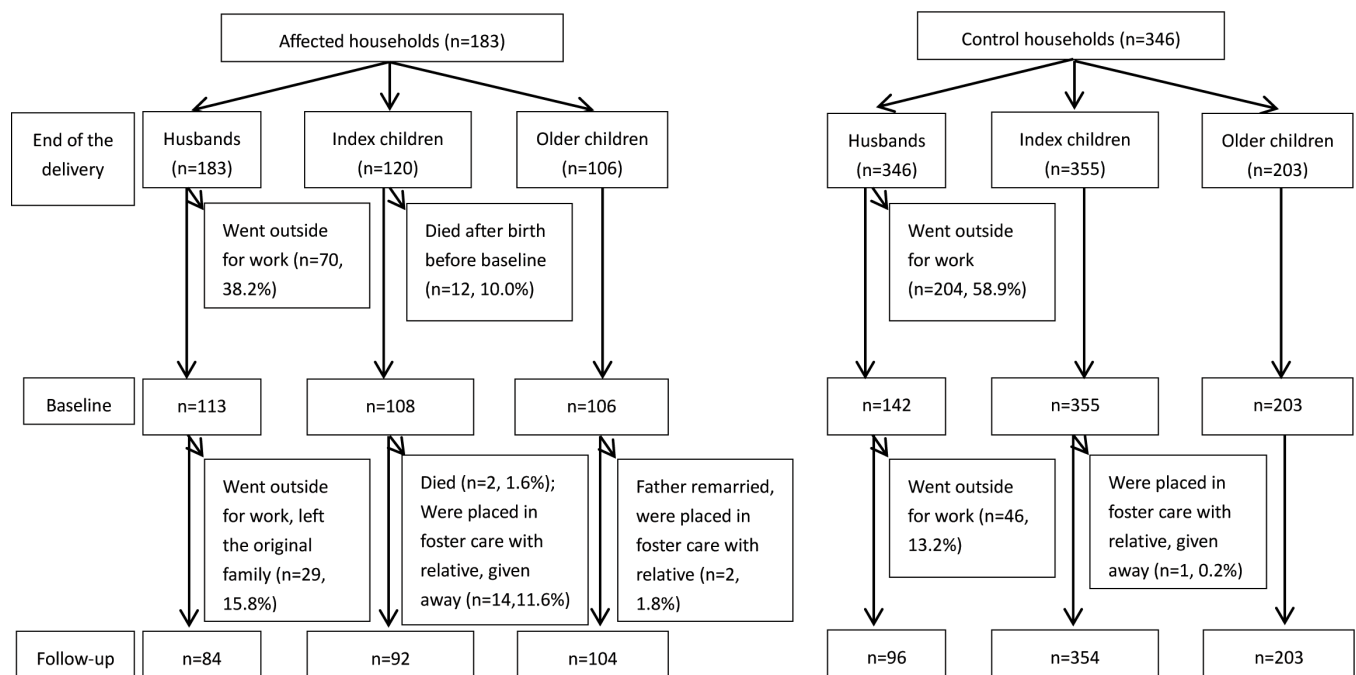 Affected households (n=183)
Control households (n=346)
End of the
delivery
Husbands
(n=183)
Index children
(n=120)
Older children
(n=106)
Husbands
(n=346)
Index children
(n=355)
Older children
(n=203)
Went outside
for work (n=70,
38.2%)
Died after birth
before baseline
(n=12, 10.0%)
Went outside
for work
(n=204, 58.9%)
Baseline
n=113
n=108
n=106
n=142
n=355
n=203
Went outside
for work, left
the original
family (n=29,
15.8%)
Died (n=2, 1.6%);
Were placed in
foster care with
relative, given
away (n=14,11.6%)
Father remarried,
were placed in
foster care with
relative (n=2,
1.8%)
Went outside
for work (n=46,
13.2%)
Were placed in
foster care with
relative, given
away (n=1, 0.2%)
Follow-up
n=84
n=92
n=104
n=96
n=354
n=203